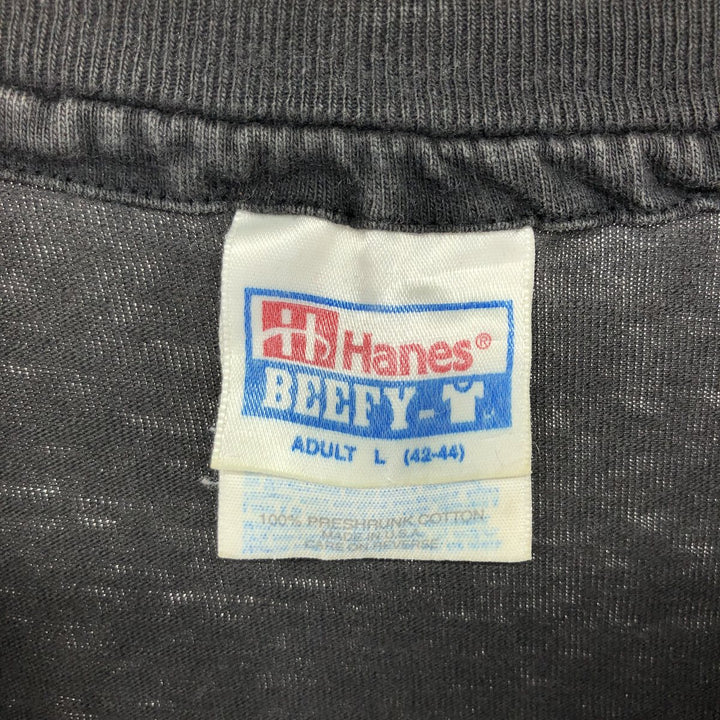 Hanes®
BEEFY-
ADULT L (42-44)
100% PRESHRUNK COTTON
MADE IN U.S.A.
CARE ON REVERSE